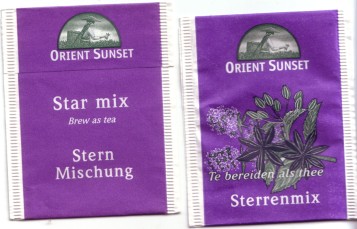 ORIENT SUNSET
Star mix
Brew as tea
Stern
Mischung
ORIENT SUNSET
Te bereiden als thee
Sterrenmix